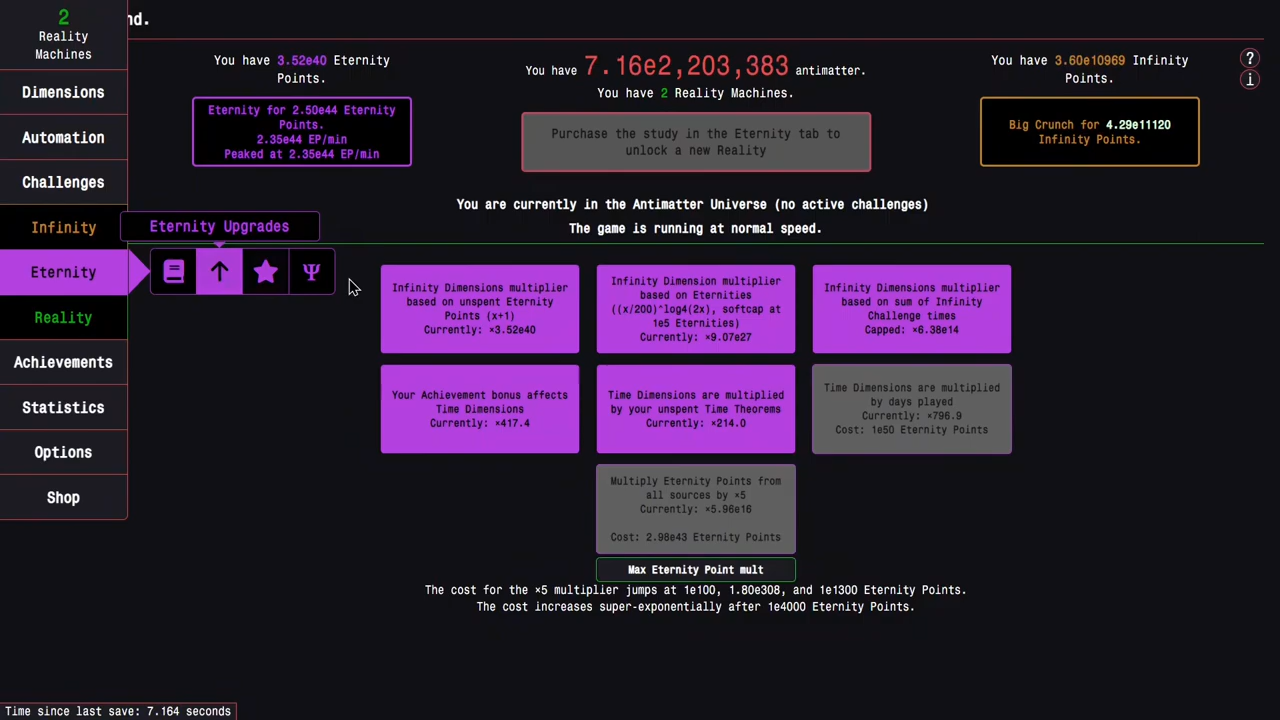 2
Reality
Machines
nd.
Dimensions
Automation
Challenges
Infinity
Eternity
Reality
Achievements
Statistics
Options
Shop
You have 3.52e40 Eternity
Points.
Eternity for 2.50e44 Eternity
Points.
2.35e44 EP/min
Peaked at 2.35e44 EP/min
You have 7.16e2,203,383 antimatter.
You have 2 Reality Machines.
Purchase the study in the Eternity tab to
unlock a new Reality
You have 3.60e10969 Infinity
Points.
Big Crunch for 4.29e11120
Infinity Points.
?
i
You are currently in the Antimatter Universe (no active challenges)
The game is running at normal speed.
Eternity Upgrades
Ψ
Infinity Dimensions multiplier
based on unspent Eternity
Points (x+1)
Currently: ×3.52e40
Infinity Dimension multiplier
based on Eternities
((x/200)^log4(2x), softcap at
1e5 Eternities)
Currently: ×9.07e27
Infinity Dimensions multiplier
based on sum of Infinity
Challenge times
Capped: ×6.38e14
Your Achievement bonus affects
Time Dimensions
Currently: ×417.4
Time Dimensions are multiplied
by your unspent Time Theorems
Currently: ×214.0
Time Dimensions are multiplied
by days played
Currently: ×796.9
Cost: 1e50 Eternity Points
Multiply Eternity Points from
all sources by ×5
Currently: ×5.96e16
Cost: 2.98e43 Eternity Points
Max Eternity Point mult
The cost for the ×5 multiplier jumps at 1e100, 1.80e308, and 1e1300 Eternity Points.
The cost increases super-exponentially after 1e4000 Eternity Points.
Time since last save: 7.164 seconds